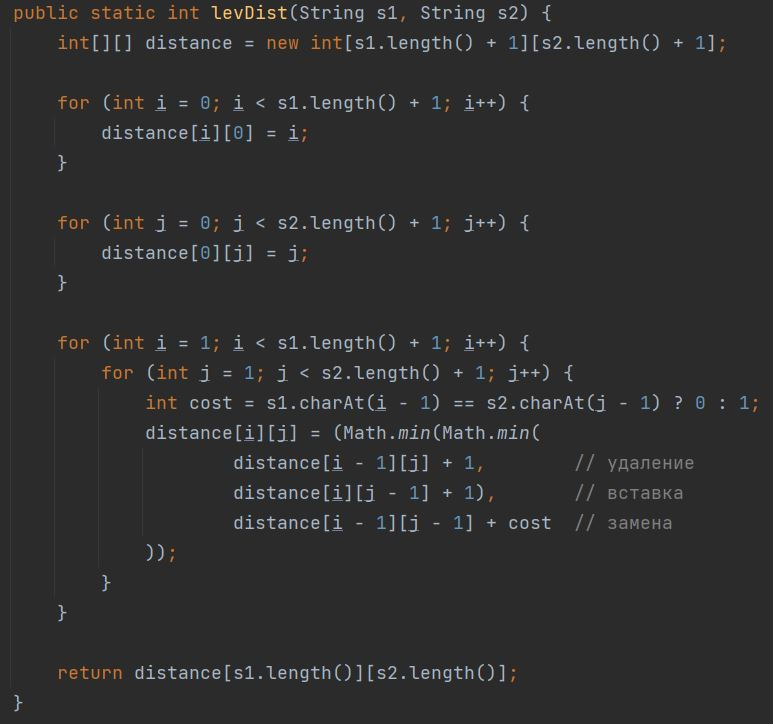 public static int levDist(String s1, String s2) {
    int[][] distance = new int[s1.length() + 1][s2.length() + 1];

    for (int i = 0; i < s1.length() + 1; i++) {
        distance[i][0] = i;
    }

    for (int j = 0; j < s2.length() + 1; j++) {
        distance[0][j] = j;
    }

    for (int i = 1; i < s1.length() + 1; i++) {
        for (int j = 1; j < s2.length() + 1; j++) {
            int cost = s1.charAt(i - 1) == s2.charAt(j - 1) ? 0 : 1;
            distance[i][j] = (Math.min(Math.min(
                    distance[i - 1][j] + 1,        // удаление
                    distance[i][j - 1] + 1),       // вставка
                    distance[i - 1][j - 1] + cost  // замена
            ));
        }
    }

    return distance[s1.length()][s2.length()];
}